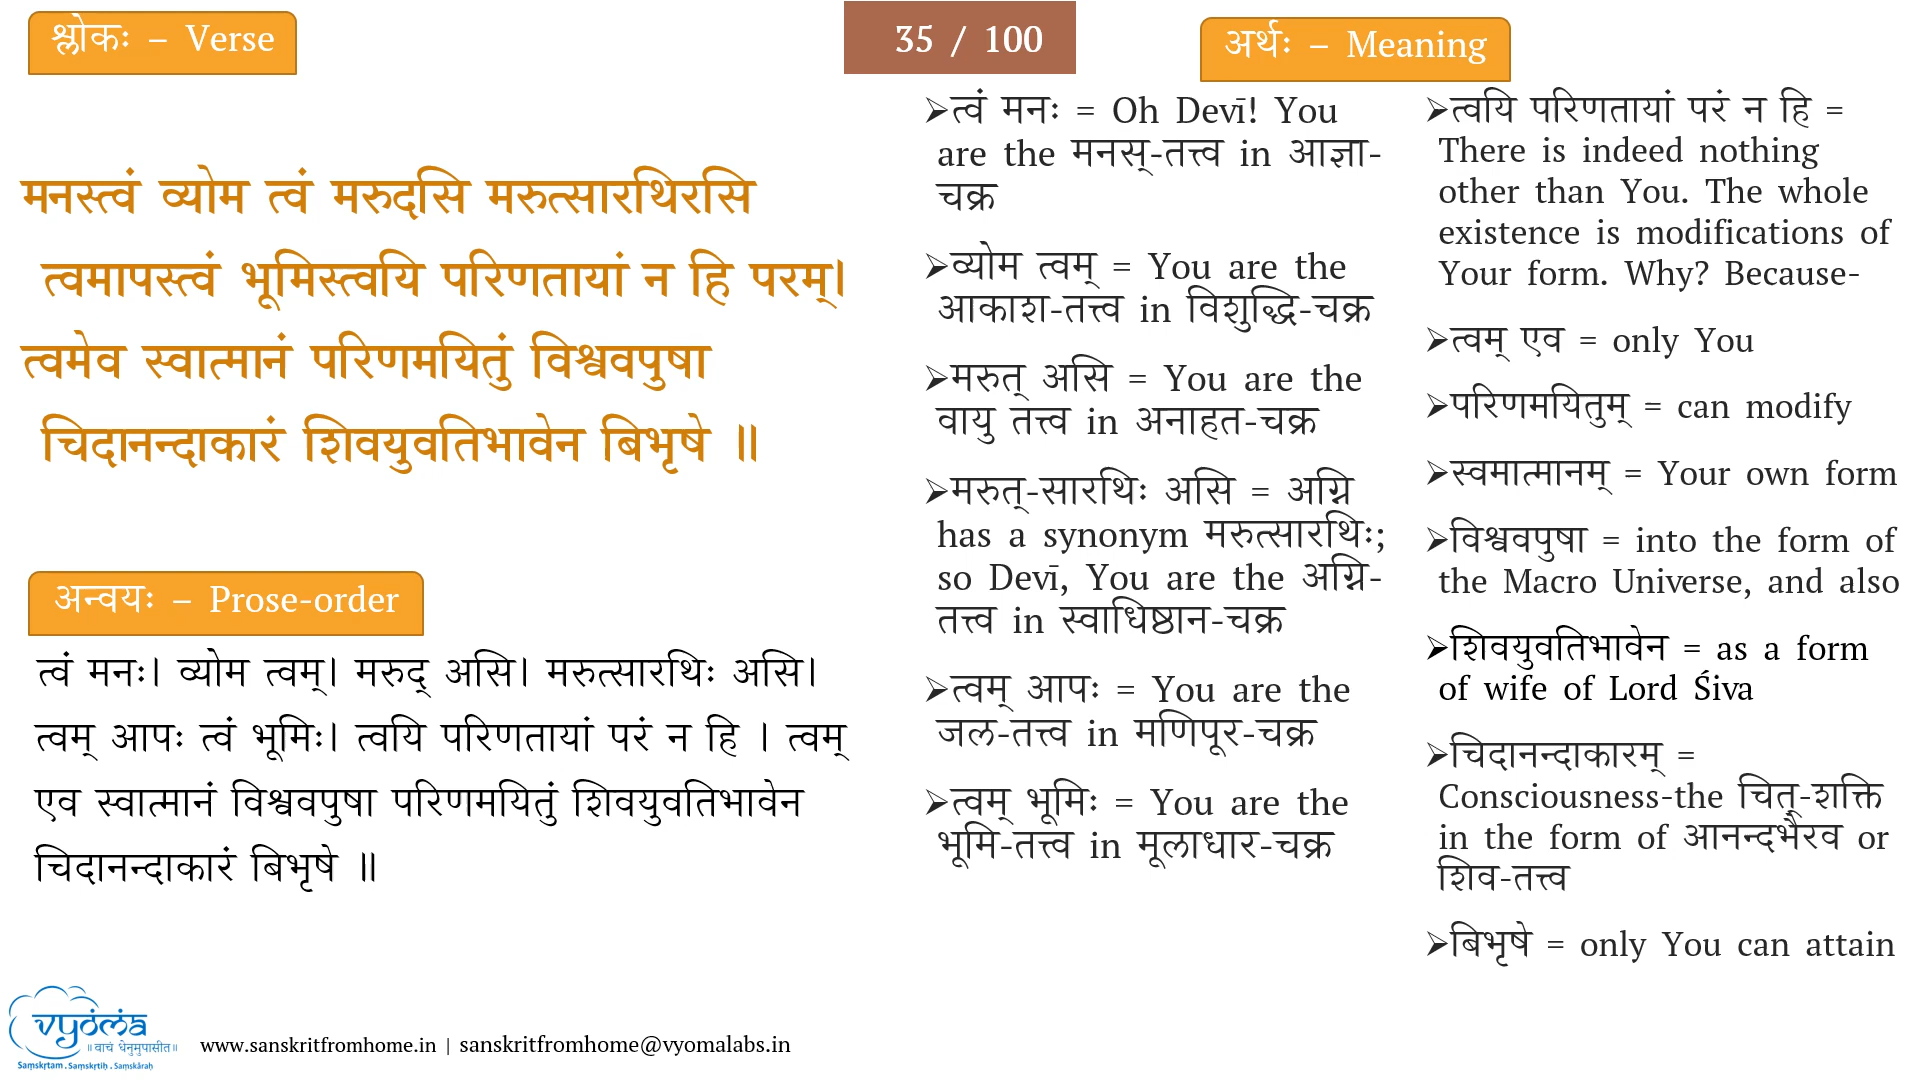 श्लोकः – Verse
मनस्त्वं व्योम त्वं मरुदसि मरुत्सारथिरसि
त्वमापस्त्वं भूमिस्त्वयि परिणतायां न हि परम्।
त्वमेव स्वात्मानं परिणमयितुं विश्ववपुषा
चिदानन्दाकारं शिवयुवतिभावेन बिभृषे ॥
अन्वयः – Prose-order
त्वं मनः। व्योम त्वम्। मरुद् असि। मरुत्सारथिः असि।
त्वम् आपः त्वं भूमिः। त्वयि परिणतायां परं न हि । त्वम्
एव स्वात्मानं विश्ववपुषा परिणमयितुं शिवयुवतिभावेन
चिदानन्दाकारं बिभृषे ॥
35 / 100
अर्थः – Meaning
➢त्वं मनः = Oh Devī! You
are the मनस्-तत्त्व in आज्ञा-
चक्र
➢व्योम त्वम् = You are the
आकाश-तत्त्व in विशुद्धि-चक्र
➢मरुत् असि = You are the
वायु तत्त्व in अनाहत-चक्र
➢मरुत्-सारथिः असि = अग्नि
has a synonym मरुत्सारथिः;
so Devī, You are the अग्नि-
तत्त्व in स्वाधिष्ठान-चक्र
➢त्वम् आपः = You are the
जल-तत्त्व in मणिपूर-चक्र
➢त्वम् भूमिः = You are the
भूमि-तत्त्व in मूलाधार-चक्र
➢त्वयि परिणतायां परं न हि =
There is indeed nothing
other than You. The whole
existence is modifications of
Your form. Why? Because-
➢त्वम् एव = only You
➢परिणमयितुम् = can modify
➢स्वमात्मानम् = Your own form
➢विश्ववपुषा = into the form of
the Macro Universe, and also
➢शिवयुवतिभावेन = as a form
of wife of Lord Śiva
➢चिदानन्दाकारम् =
Consciousness-the चित्-शक्ति
in the form of आनन्दभैरव or
शिव-तत्त्व
➢बिभृषे = only You can attain
vyoma
॥ वाचं धेनुमुपासीत॥
Saṃskṛtam . Saṃskṛtiḥ . Saṃskāraḥ
www.sanskritfromhome.in | sanskritfromhome@vyomalabs.in